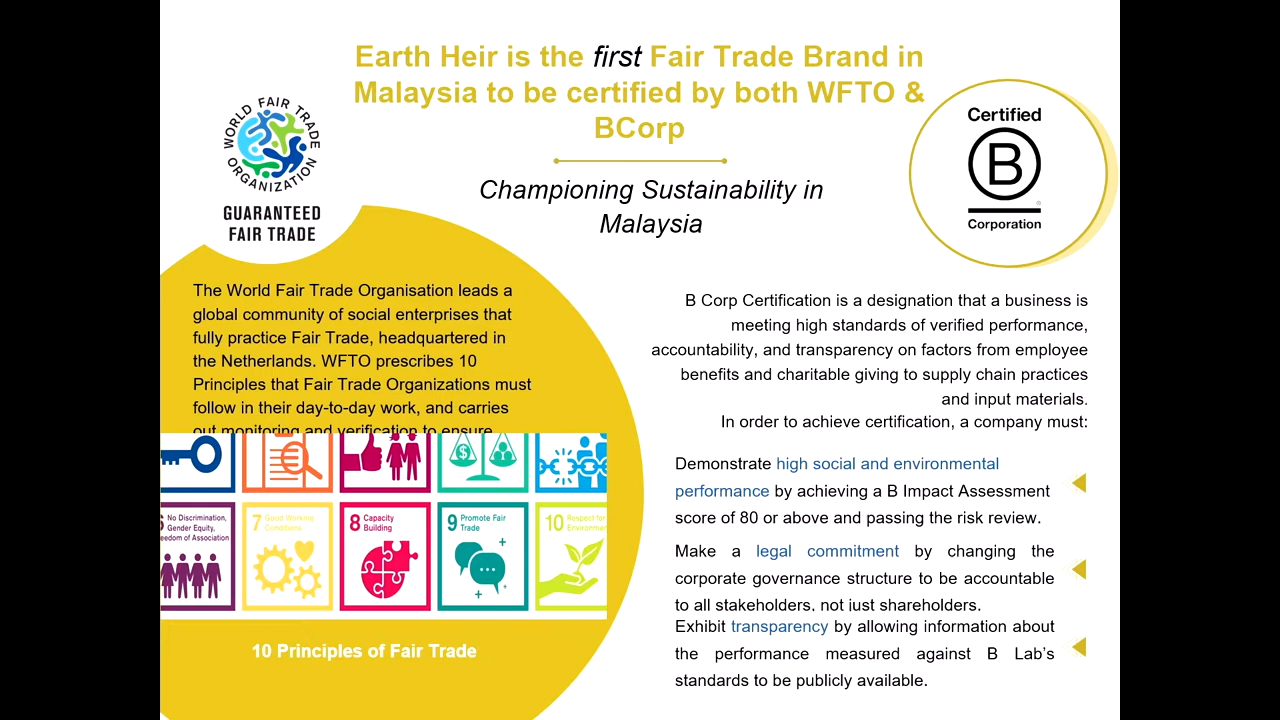 Earth Heir is the first Fair Trade Brand in
Malaysia to be certified by both WFTO &
BCorp
Championing Sustainability in
Malaysia
WORLD FAIR TRADE
ORGANIZATION
GUARANTEED
FAIR TRADE
Certified
B
®
Corporation
The World Fair Trade Organisation leads a
global community of social enterprises that
fully practice Fair Trade, headquartered in
the Netherlands. WFTO prescribes 10
Principles that Fair Trade Organizations must
follow in their day-to-day work, and carries
out monitoring and verification to ensure
6 No Discrimination,
Gender Equity,
eedom of Association
7 Good Working
Conditions
8 Capacity
Building
9 Promote Fair
Trade
10 Respect for
Environmen
10 Principles of Fair Trade
B Corp Certification is a designation that a business is
meeting high standards of verified performance,
accountability, and transparency on factors from employee
benefits and charitable giving to supply chain practices
and input materials.
In order to achieve certification, a company must:
Demonstrate high social and environmental
performance by achieving a B Impact Assessment
score of 80 or above and passing the risk review.
Make a legal commitment by changing the
corporate governance structure to be accountable
to all stakeholders, not just shareholders.
Exhibit transparency by allowing information about
the performance measured against B Lab's
standards to be publicly available.